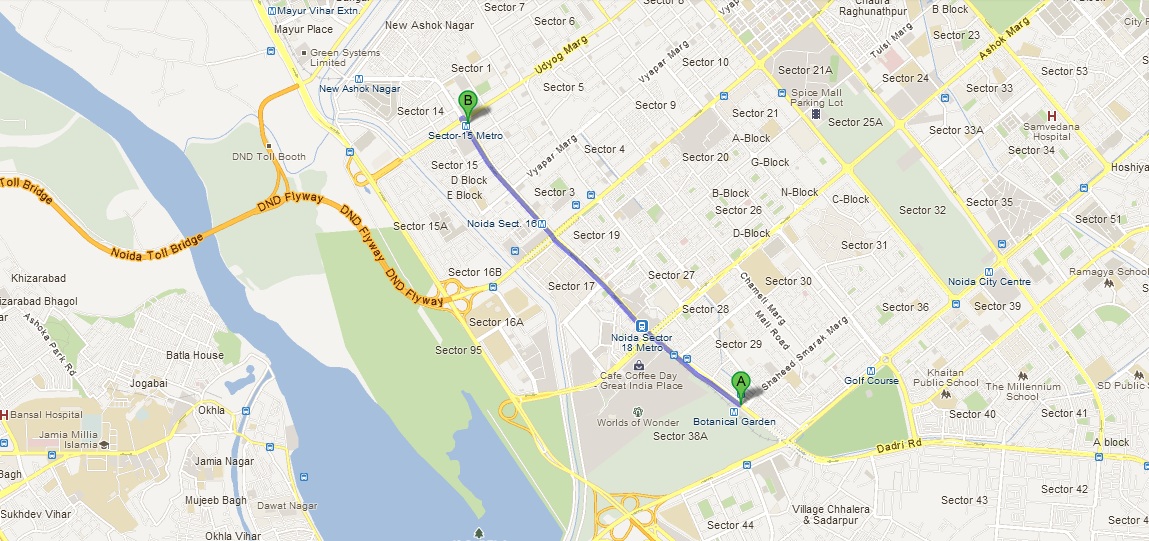 Sector 7
Mayur Vihar Extn.
New Ashok Nagar
Sector 6
Chaura
Raghunathpur
B Block
Mayur Place
Sector 23
Udyog Marg
Tulsi Marg
Ashok Marg
Green Systems
Limited
Sector 1
Vyapar Marg
Sector 10
Sector 21A
Sector 24
Sector 53
New Ashok Nagar
Sector 5
Spice Mall
Parking Lot
Sector 33
B
Sector 14
Sector 9
Sector 21
Sector 25A
H
Samvedana
Hospital
Sector-15 Metro
A-Block
Sector 33A
Vyapar Marg
Sector 4
Sector 34
DND Toll Booth
Sector 15
Sector 20
G-Block
Hoshiya
D Block
E Block
Sector 3
B-Block
N-Block
C-Block
Toll Bridge
DND Flyway
Sector 26
Sector 32
Sector 35
Sector 51
Noida Sect. 16
Sector 15A
DND Flyway
Sector 19
D-Block
Noida Toll Bridge
Sector 31
Khizarabad
DND Flyway
Sector 16B
Sector 27
Sector 30
Noida City Centre
Ramagya School
izarabad Bhagol
ar
Sector 17
Chameli Marg
Mall Road
Sector 28
Sector 36
Sector 39
Ashoka Park Rd
Sector 16A
Noida Sector
18 Metro
Shaheed Smarak Marg
Sector 29
Batla House
Sector 95
Cafe Coffee Day
- Great India Place
A
Golf Course
Khaitan
Public School
The Millennium
School
SD Public
Jogabai
Okhla
H
Bansal Hospital
Worlds of Wonder
Botanical Garden
Sector 40
Sector 41
Jamia Millia
Islamia
Sector 38A
Dadri Rd
A block
Jamia Nagar
Bagh
Sector 42
Mujeeb Bagh
Dawat Nagar
Sector 43
Sukhdev Vihar
Village Chhalera
& Sadarpur
Sector 44
Sector 4
Okhla Vihar